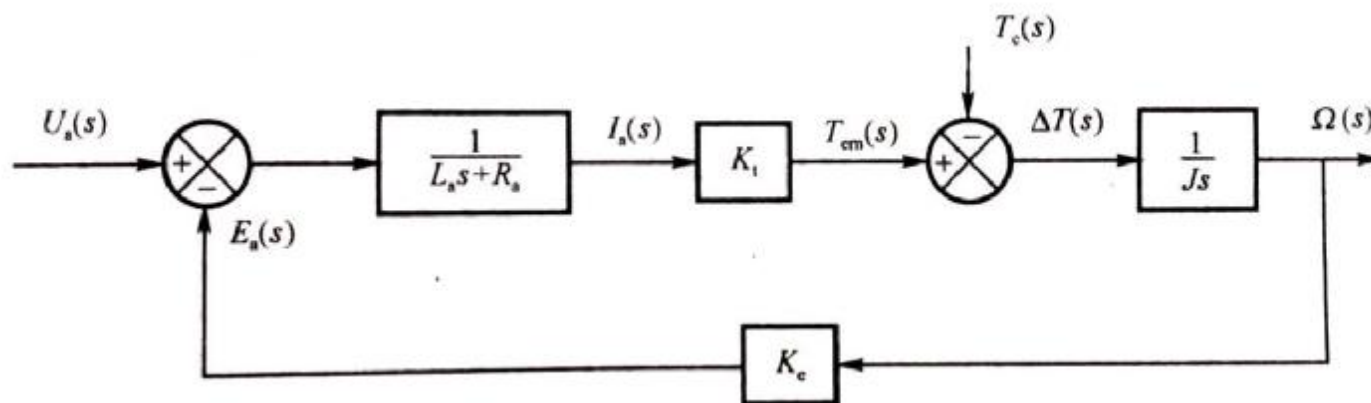 T_c(s)
U_a(s) + − 1/(L_a s+R_a) I_a(s) K_t T_em(s) + − ΔT(s) 1/(Js) Ω(s)
E_a(s)
K_e